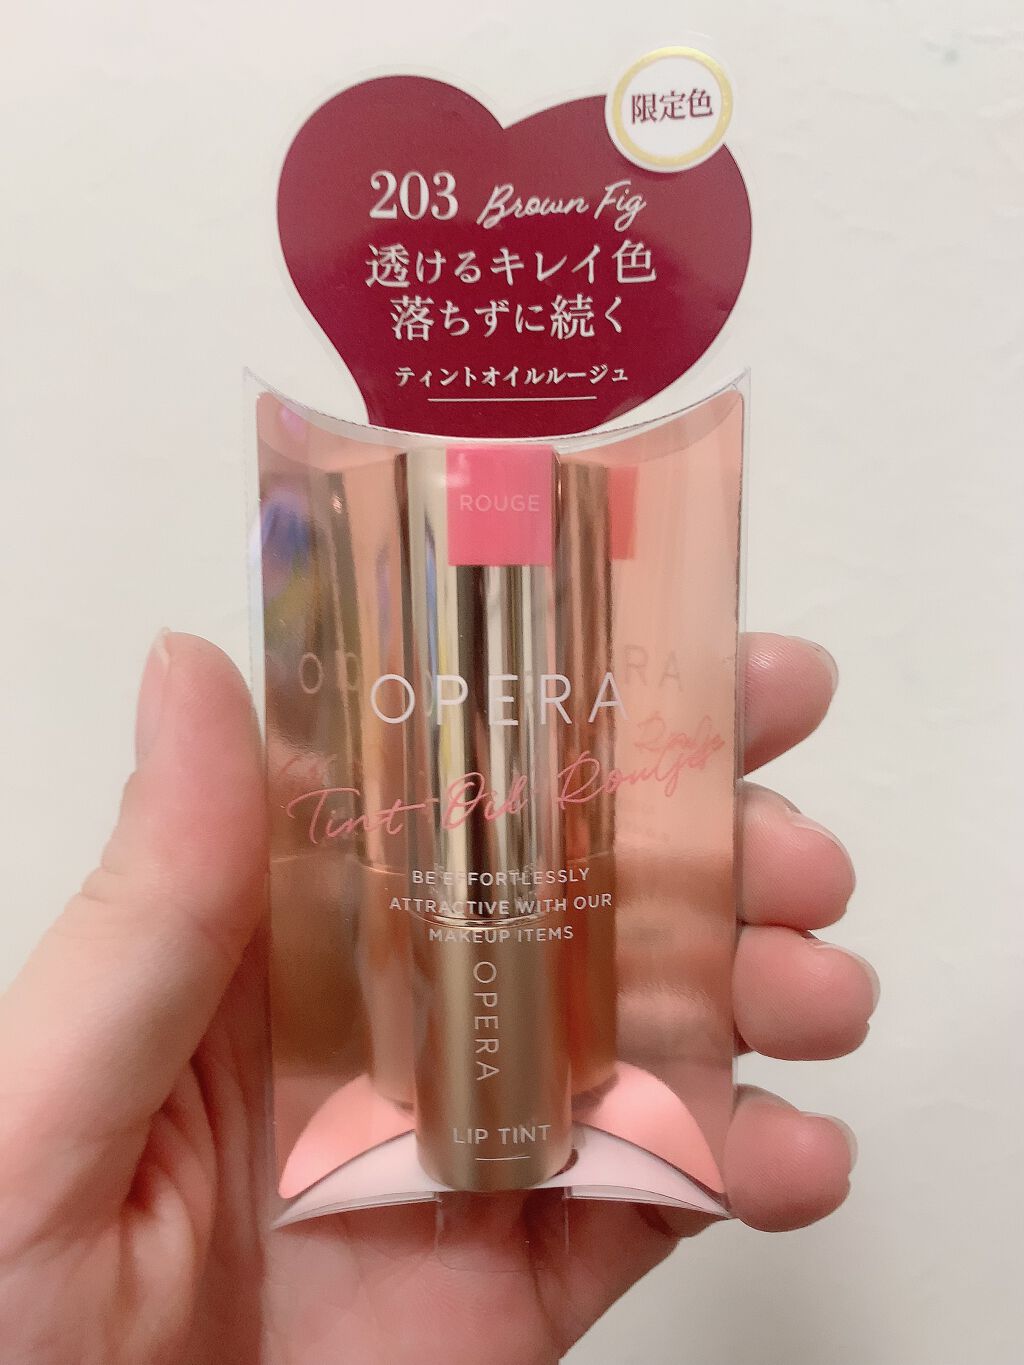 限定色
203 Brown Fig
透けるキレイ色
落ちずに続く
ティントオイルルージュ
ROUGE
OPERA
Tint Oil Rouge
BE EFFORTLESSLY
ATTRACTIVE WITH OUR
MAKEUP ITEMS
OPERA
LIP TINT